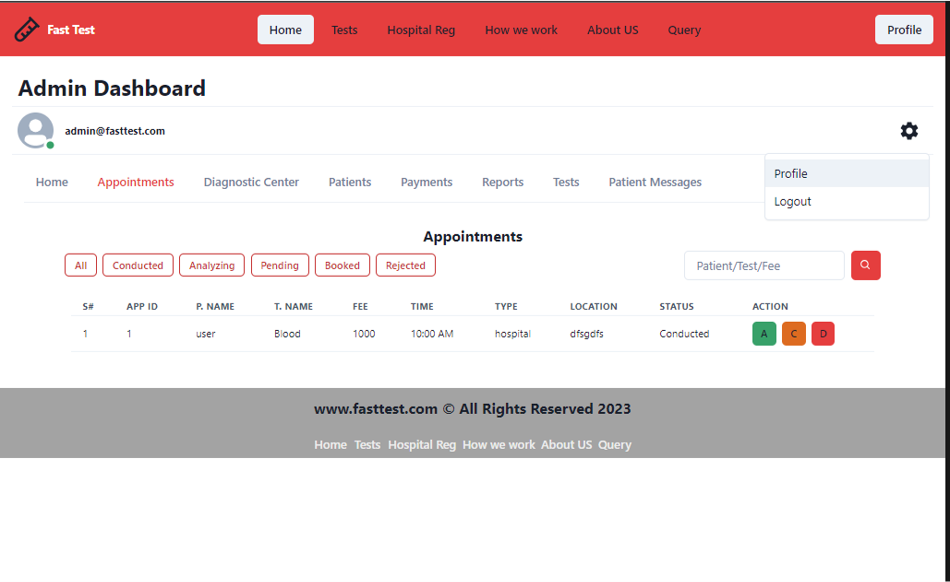 Fast Test Home Tests Hospital Reg How we work About US Query Profile
Admin Dashboard
admin@fasttest.com
Home Appointments Diagnostic Center Patients Payments Reports Tests Patient Messages
Profile
Logout
Appointments
All Conducted Analyzing Pending Booked Rejected Patient/Test/Fee
S# APP ID P. NAME T. NAME FEE TIME TYPE LOCATION STATUS ACTION
1 1 user Blood 1000 10:00 AM hospital dfsgdfs Conducted A C D
www.fasttest.com © All Rights Reserved 2023
Home Tests Hospital Reg How we work About US Query